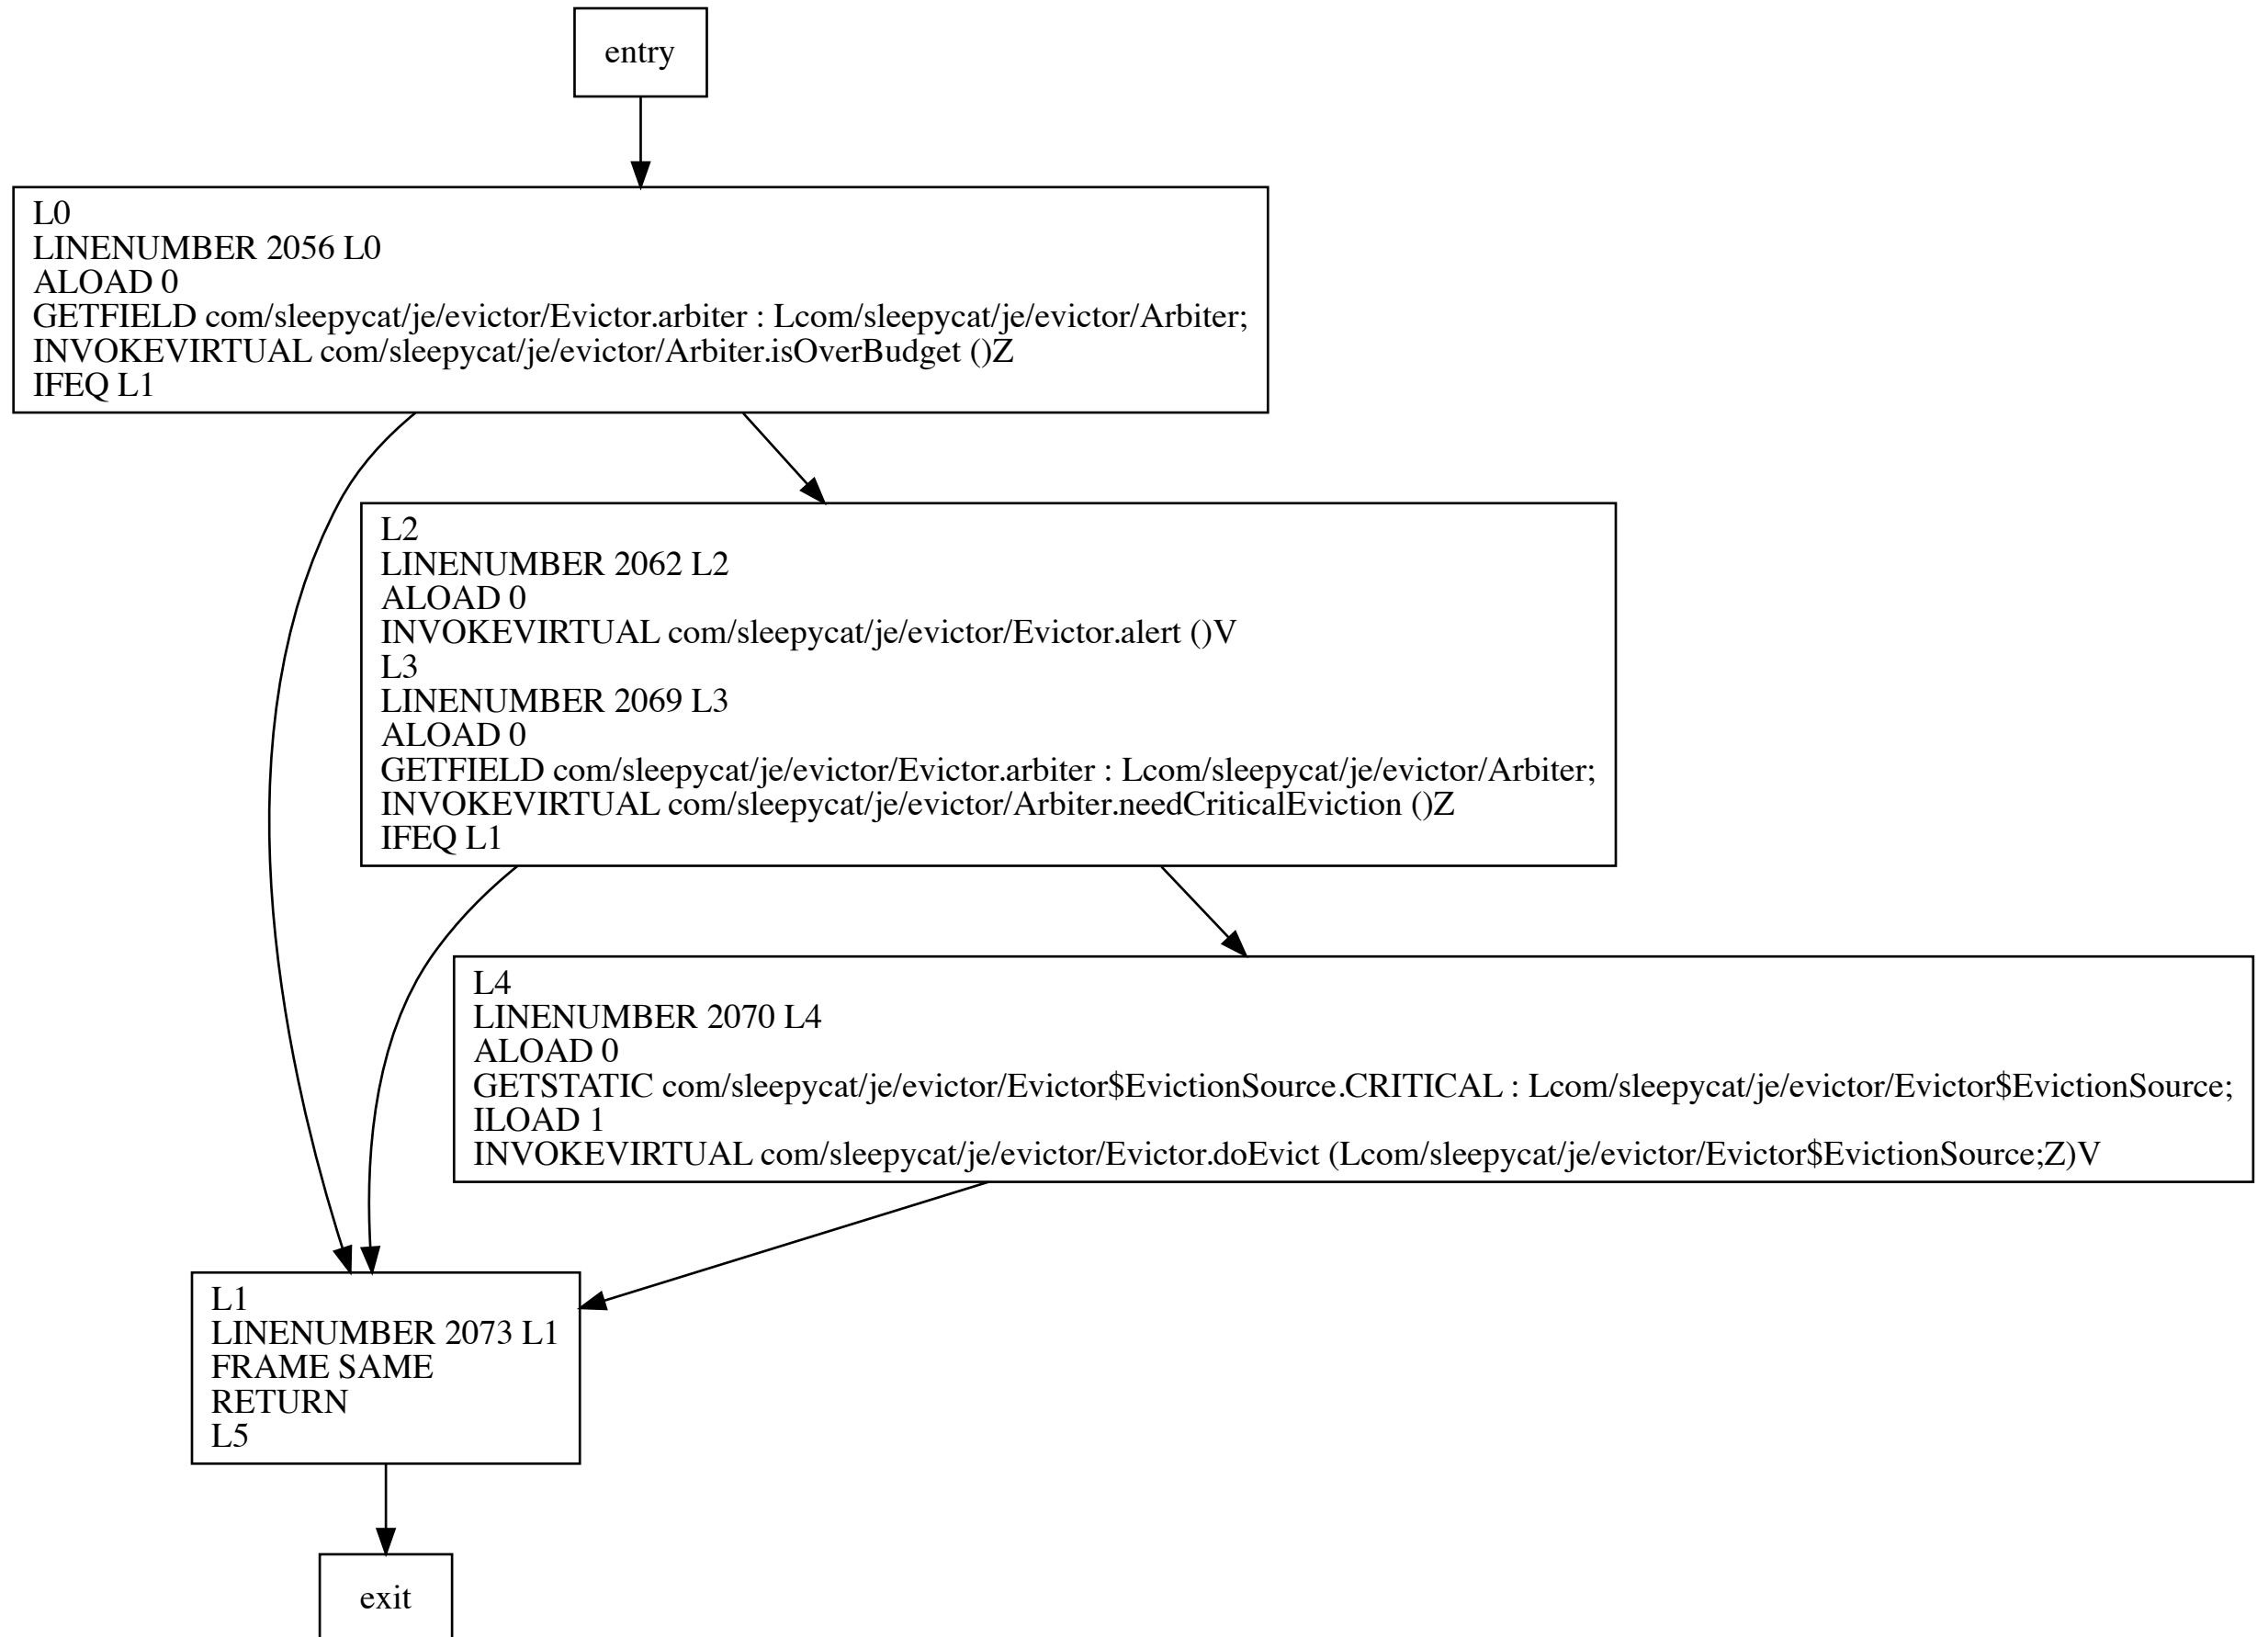 entry
L0
LINENUMBER 2056 L0
ALOAD 0
GETFIELD com/sleepycat/je/evictor/Evictor.arbiter : Lcom/sleepycat/je/evictor/Arbiter;
INVOKEVIRTUAL com/sleepycat/je/evictor/Arbiter.isOverBudget ()Z
IFEQ L1
L2
LINENUMBER 2062 L2
ALOAD 0
INVOKEVIRTUAL com/sleepycat/je/evictor/Evictor.alert ()V
L3
LINENUMBER 2069 L3
ALOAD 0
GETFIELD com/sleepycat/je/evictor/Evictor.arbiter : Lcom/sleepycat/je/evictor/Arbiter;
INVOKEVIRTUAL com/sleepycat/je/evictor/Arbiter.needCriticalEviction ()Z
IFEQ L1
L4
LINENUMBER 2070 L4
ALOAD 0
GETSTATIC com/sleepycat/je/evictor/Evictor$EvictionSource.CRITICAL : Lcom/sleepycat/je/evictor/Evictor$EvictionSource;
ILOAD 1
INVOKEVIRTUAL com/sleepycat/je/evictor/Evictor.doEvict (Lcom/sleepycat/je/evictor/Evictor$EvictionSource;Z)V
L1
LINENUMBER 2073 L1
FRAME SAME
RETURN
L5
exit